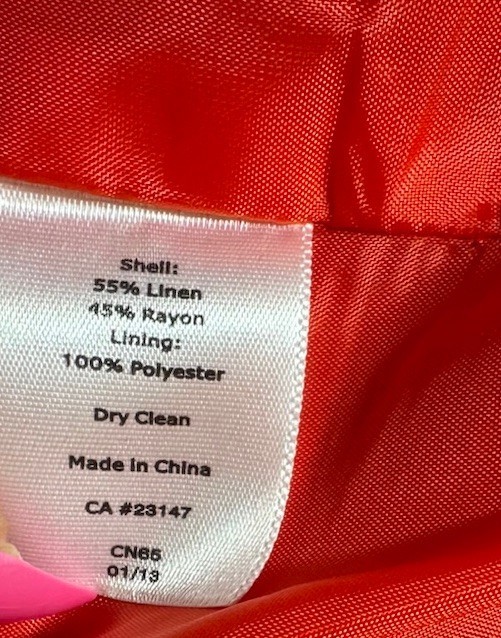 Shell:
55% Linen
45% Rayon
Lining:
100% Polyester
Dry Clean
Made in China
CA #23147
CN65
01/13